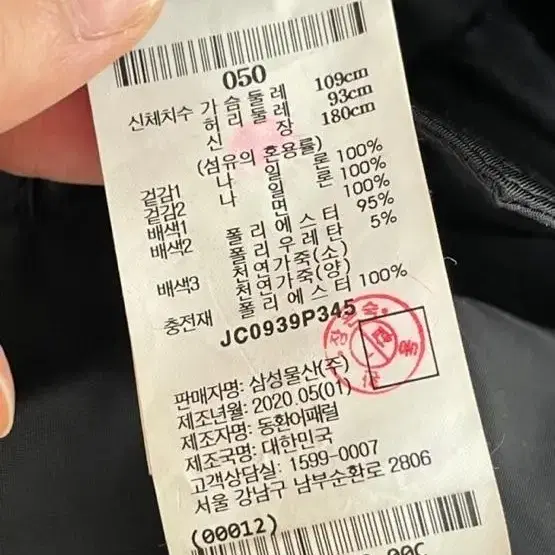 050
신체치수 가슴둘레 109cm
허리둘레 93cm
신 장 180cm
(섬유의 혼용률)
겉감1 나일론 100%
겉감2 나일론 100%
배색1 면 100%
배색2 폴리에스터 95%
폴리우레탄 5%
배색3 천연가죽(소)
천연가죽(양)
충전재 폴리에스터 100%
JC0939P345
판매자명: 삼성물산(주)
제조년월: 2020.05(01)
제조자명: 동환어패럴
제조국명: 대한민국
고객상담실: 1599-0007
서울 강남구 남부순환로 2806
(00012)